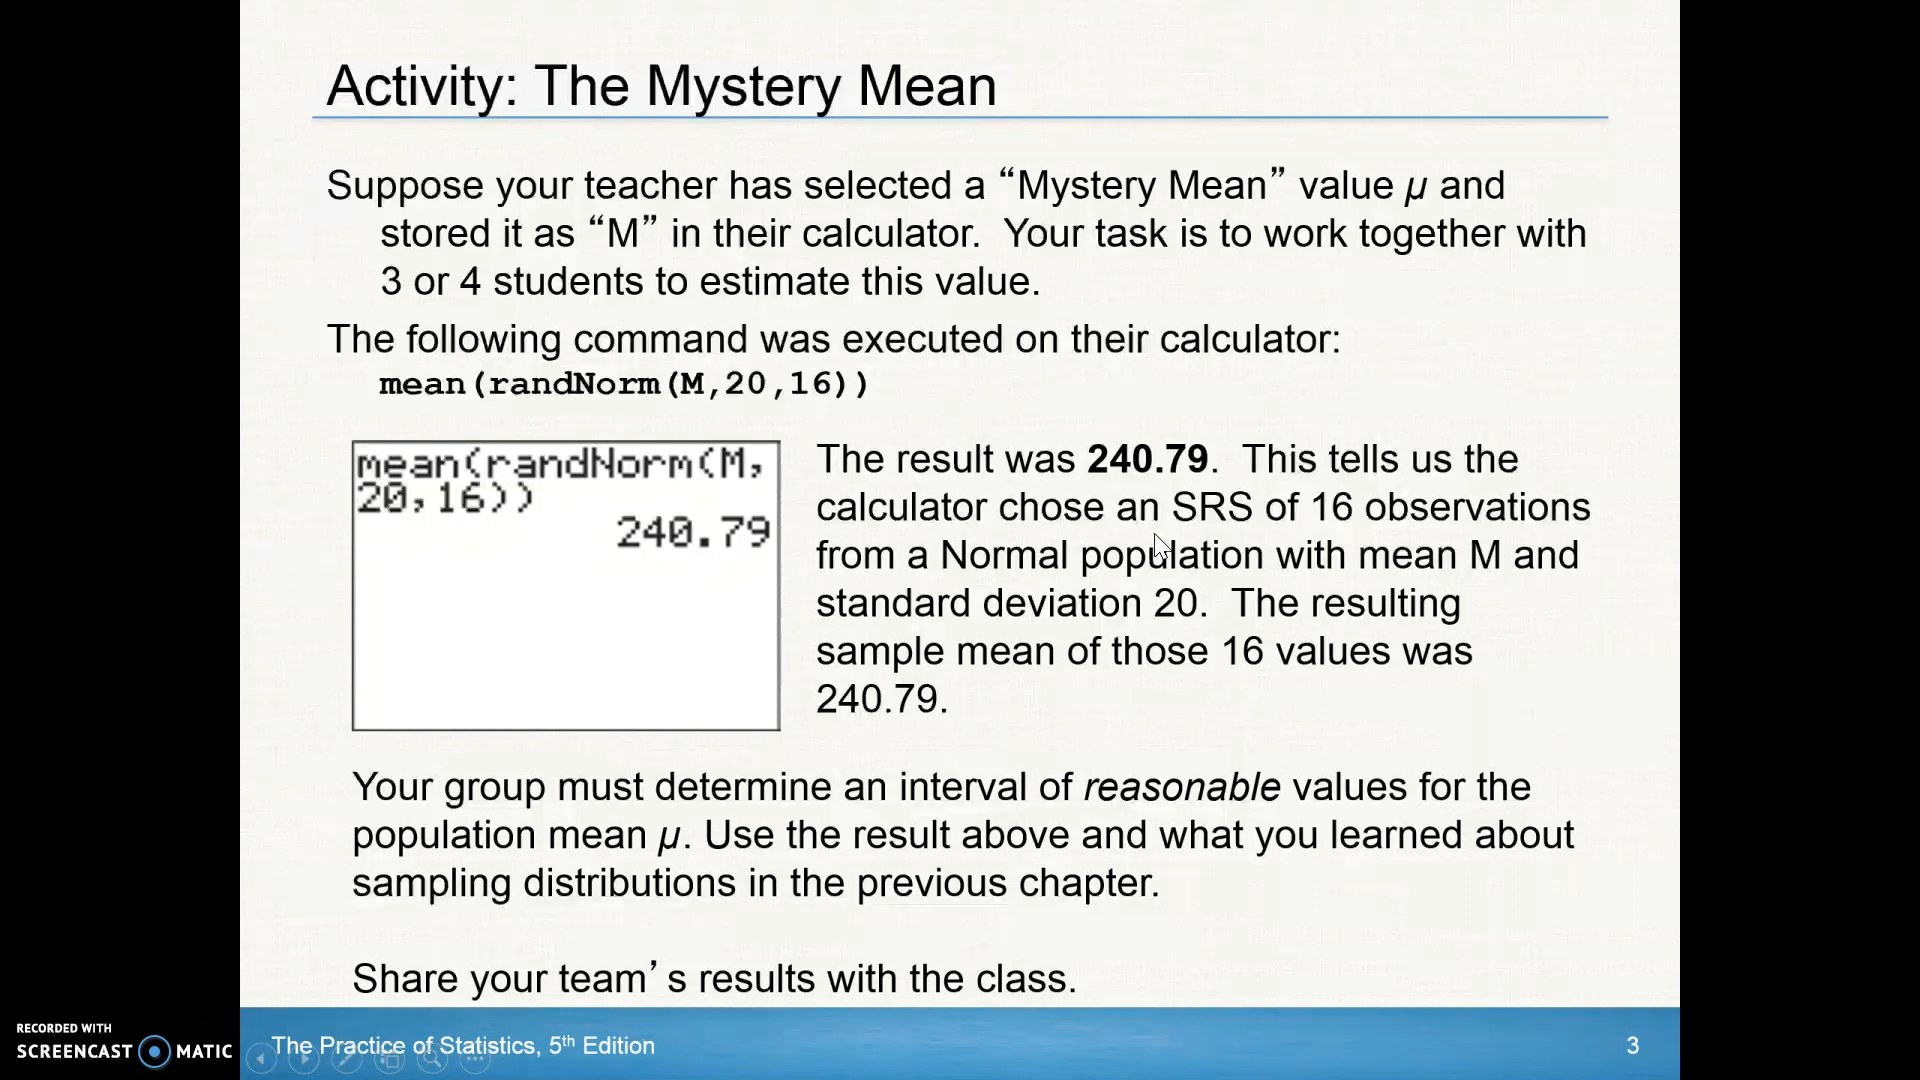 Activity: The Mystery Mean
Suppose your teacher has selected a “Mystery Mean” value µ and
stored it as “M” in their calculator.  Your task is to work together with
3 or 4 students to estimate this value.
The following command was executed on their calculator:
mean(randNorm(M,20,16))
mean(randNorm(M,
20,16))
240.79
The result was 240.79.  This tells us the
calculator chose an SRS of 16 observations
from a Normal population with mean M and
standard deviation 20.  The resulting
sample mean of those 16 values was
240.79.
Your group must determine an interval of reasonable values for the
population mean µ. Use the result above and what you learned about
sampling distributions in the previous chapter.
Share your team’s results with the class.
RECORDED WITH
SCREENCAST MATIC
The Practice of Statistics, 5th Edition
3